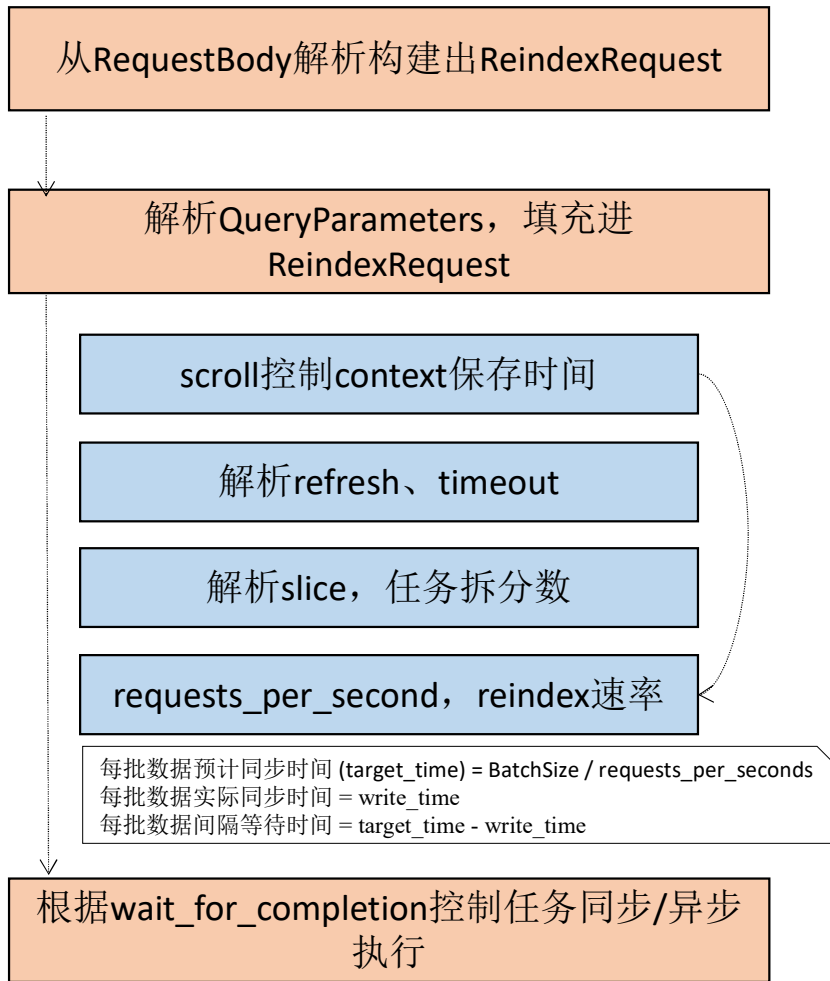 从RequestBody解析构建出ReindexRequest
解析QueryParameters，填充进
ReindexRequest
scroll控制context保存时间
解析refresh、timeout
解析slice，任务拆分数
requests_per_second，reindex速率
每批数据预计同步时间 (target_time) = BatchSize / requests_per_seconds
每批数据实际同步时间 = write_time
每批数据间隔等待时间 = target_time - write_time
根据wait_for_completion控制任务同步/异步
执行